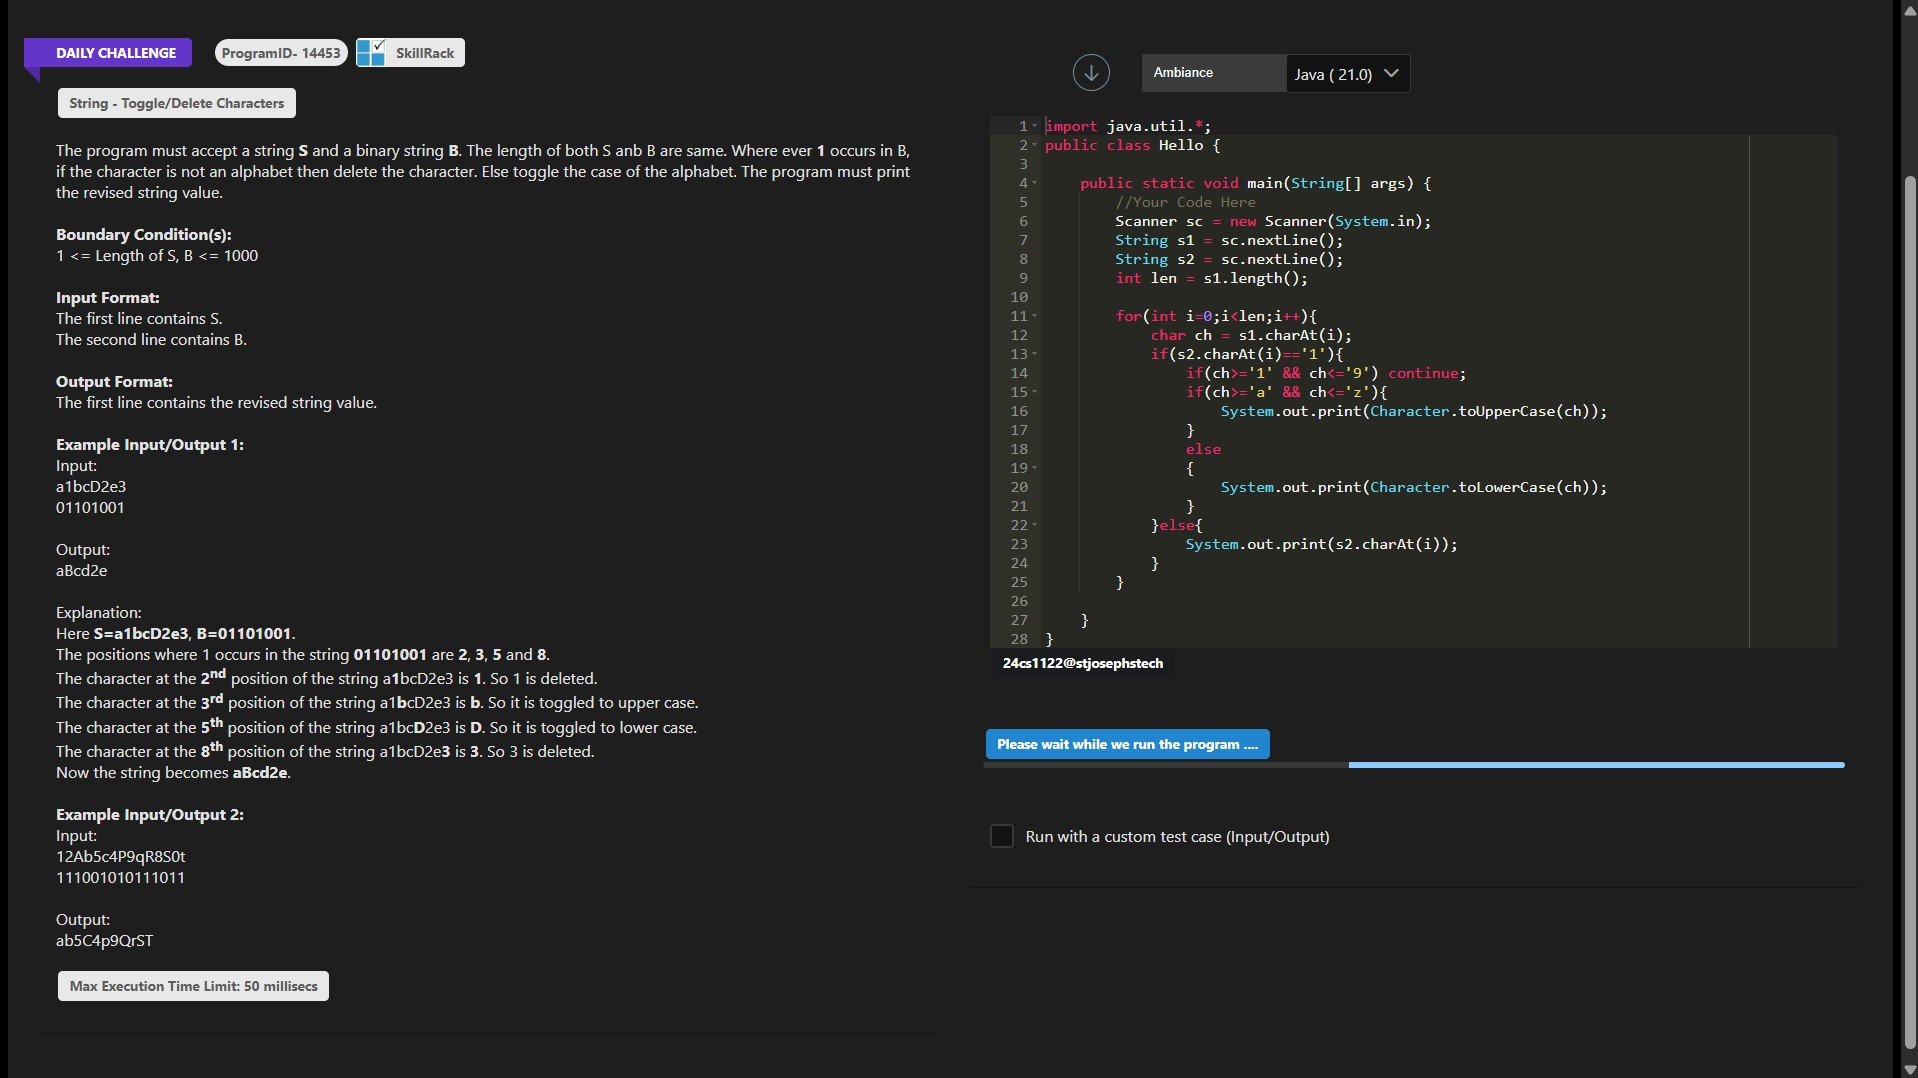 DAILY CHALLENGE
ProgramID- 14453
SkillRack
String - Toggle/Delete Characters
The program must accept a string S and a binary string B. The length of both S anb B are same. Where ever 1 occurs in B,
if the character is not an alphabet then delete the character. Else toggle the case of the alphabet. The program must print
the revised string value.
Boundary Condition(s):
1 <= Length of S, B <= 1000
Input Format:
The first line contains S.
The second line contains B.
Output Format:
The first line contains the revised string value.
Example Input/Output 1:
Input:
a1bcD2e3
01101001
Output:
aBcd2e
Explanation:
Here S=a1bcD2e3, B=01101001.
The positions where 1 occurs in the string 01101001 are 2, 3, 5 and 8.
The character at the 2nd position of the string a1bcD2e3 is 1. So 1 is deleted.
The character at the 3rd position of the string a1bcD2e3 is b. So it is toggled to upper case.
The character at the 5th position of the string a1bcD2e3 is D. So it is toggled to lower case.
The character at the 8th position of the string a1bcD2e3 is 3. So 3 is deleted.
Now the string becomes aBcd2e.
Example Input/Output 2:
Input:
12Ab5c4P9qR8S0t
111001010111011
Output:
ab5C4p9QrST
Max Execution Time Limit: 50 millisecs
Ambiance
Java ( 21.0)
1 import java.util.*;
2 public class Hello {
3
4     public static void main(String[] args) {
5         //Your Code Here
6         Scanner sc = new Scanner(System.in);
7         String s1 = sc.nextLine();
8         String s2 = sc.nextLine();
9         int len = s1.length();
10
11         for(int i=0;i<len;i++){
12             char ch = s1.charAt(i);
13             if(s2.charAt(i)=='1'){
14                 if(ch>='1' && ch<='9') continue;
15                 if(ch>='a' && ch<='z'){
16                     System.out.print(Character.toUpperCase(ch));
17                 }
18                 else
19                 {
20                     System.out.print(Character.toLowerCase(ch));
21                 }
22             }else{
23                 System.out.print(s2.charAt(i));
24             }
25         }
26
27     }
28 }
24cs1122@stjosephstech
Please wait while we run the program ....
Run with a custom test case (Input/Output)